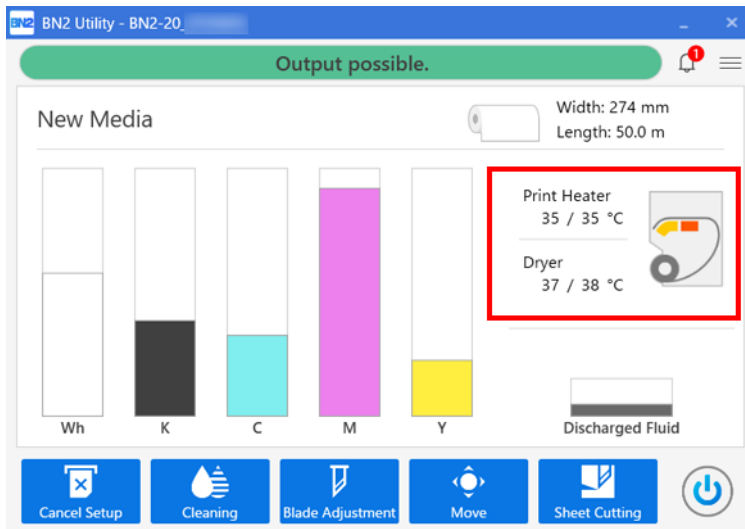 BN2 BN2 Utility - BN2-20_
Output possible.
1
New Media
Width: 274 mm
Length: 50.0 m
Print Heater
35 / 35 °C
Dryer
37 / 38 °C
Wh K C M Y
Discharged Fluid
Cancel Setup Cleaning Blade Adjustment Move Sheet Cutting